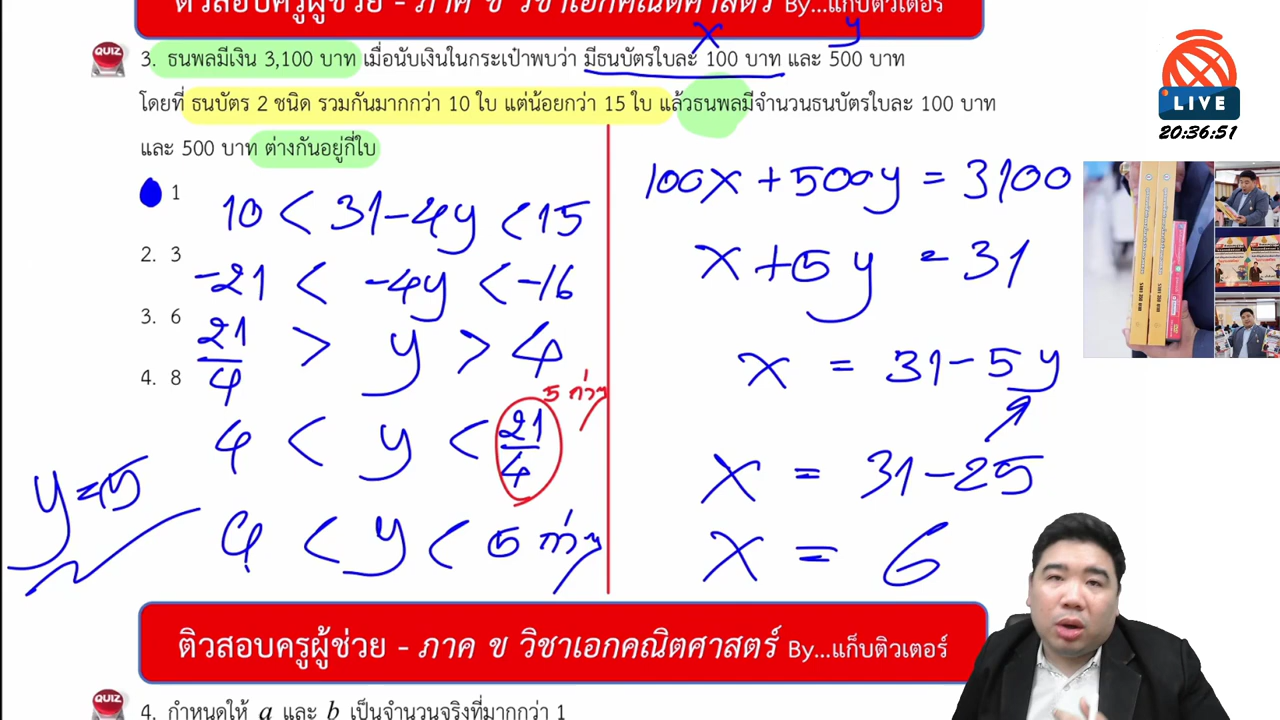 ติวสอบครูผู้ช่วย - ภาค ข วิชาเอกคณิตศาสตร์ By...แก๊บติวเตอร์
x y
QUIZ
3. ธนพลมีเงิน 3,100 บาท เมื่อนับเงินในกระเป๋าพบว่า มีธนบัตรใบละ 100 บาท และ 500 บาท
โดยที่ ธนบัตร 2 ชนิด รวมกันมากกว่า 10 ใบ แต่น้อยกว่า 15 ใบ แล้วธนพลมีจำนวนธนบัตรใบละ 100 บาท
และ 500 บาท ต่างกันอยู่กี่ใบ
1
2. 3
3. 6
4. 8
10 < 31-4y < 15
-21 < -4y < -16
21/4 > y > 4
4 < y < 21/4
5 กว่าๆ
4 < y < 5 กว่าๆ
y=5
100x + 500y = 3100
x + 5y = 31
x = 31 - 5y
x = 31 - 25
x = 6
LIVE
20:36:51
ติวสอบครูผู้ช่วย - ภาค ข วิชาเอกคณิตศาสตร์ By...แก๊บติวเตอร์
QUIZ
4. กำหนดให้ a และ b เป็นจำนวนจริงที่มากกว่า 1